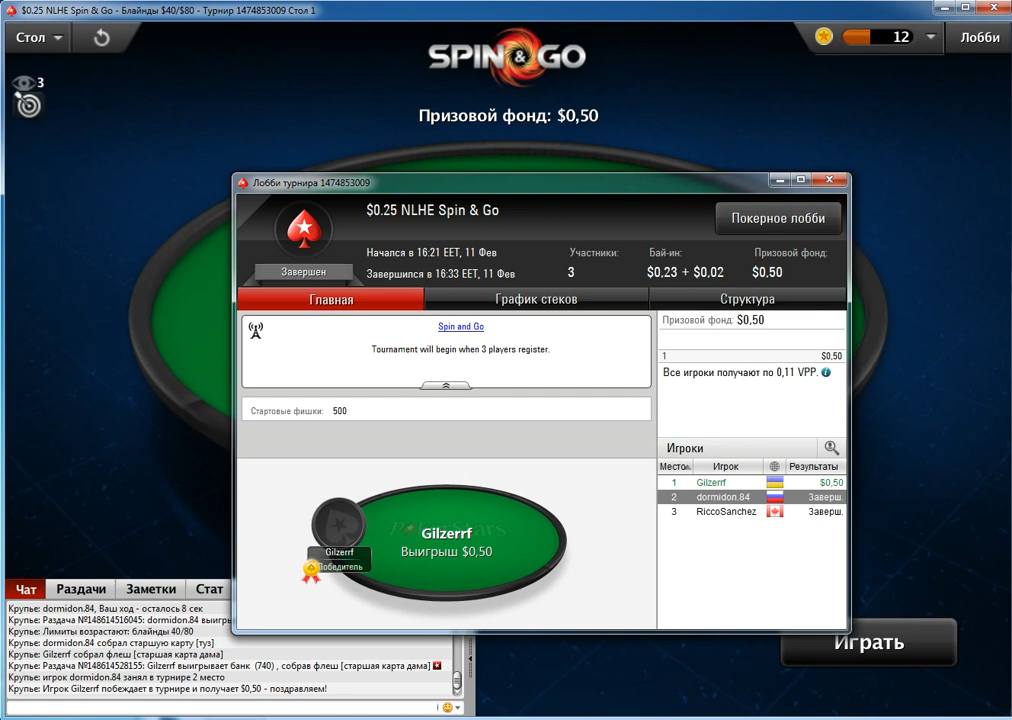 $0.25 NLHE Spin & Go - Блайнды $40/$80 - Турнир 1474853009 Стол 1
Стол
12
Лобби
SPIN&GO
3
Призовой фонд: $0,50
Лобби турнира 1474853009
$0.25 NLHE Spin & Go
Покерное лобби
Начался в 16:21 EET, 11 Фев
Участники:
Бай-ин:
Призовой фонд:
Завершен
Завершился в 16:33 EET, 11 Фев
3
$0,23 + $0,02
$0,50
Главная
График стеков
Структура
Spin and Go
Tournament will begin when 3 players register.
Призовой фонд: $0,50
1 $0,50
Все игроки получают по 0,11 VPP.
Стартовые фишки: 500
Игроки
Место Игрок Результаты
1 Gilzerrf $0,50
2 dormidon.84 Заверш.
3 RiccoSanchez Заверш.
PokerStars
Gilzerrf
Выигрыш $0,50
Gilzerrf
Победитель
Чат
Раздачи
Заметки
Стат
Крупье: dormidon.84, Ваш ход - осталось 8 сек
Крупье: Раздача №148614516045: dormidon.84 выигры
Крупье: Лимиты возрастают: блайнды 40/80
Крупье: dormidon.84 собрал старшую карту [туз]
Крупье: Gilzerrf собрал флеш [старшая карта дама]
Крупье: Раздача №148614528155: Gilzerrf выигрывает банк (740) , собрав флеш [старшая карта дама]
Крупье: игрок dormidon.84 занял в турнире 2 место
Крупье: Игрок Gilzerrf побеждает в турнире и получает $0,50 - поздравляем!
Играть